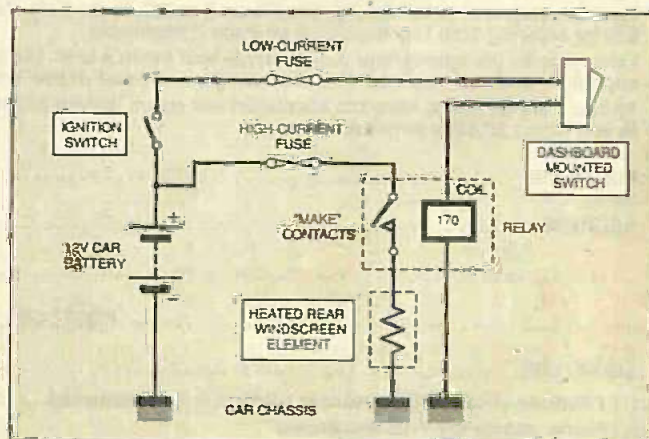 LOW-CURRENT
FUSE
IGNITION
SWITCH
HIGH-CURRENT
FUSE
DASHBOARD
MOUNTED
SWITCH
COIL
"MAKE"
CONTACTS
170
RELAY
+
12V CAR
BATTERY
HEATED REAR
WINDSCREEN
ELEMENT
CAR CHASSIS